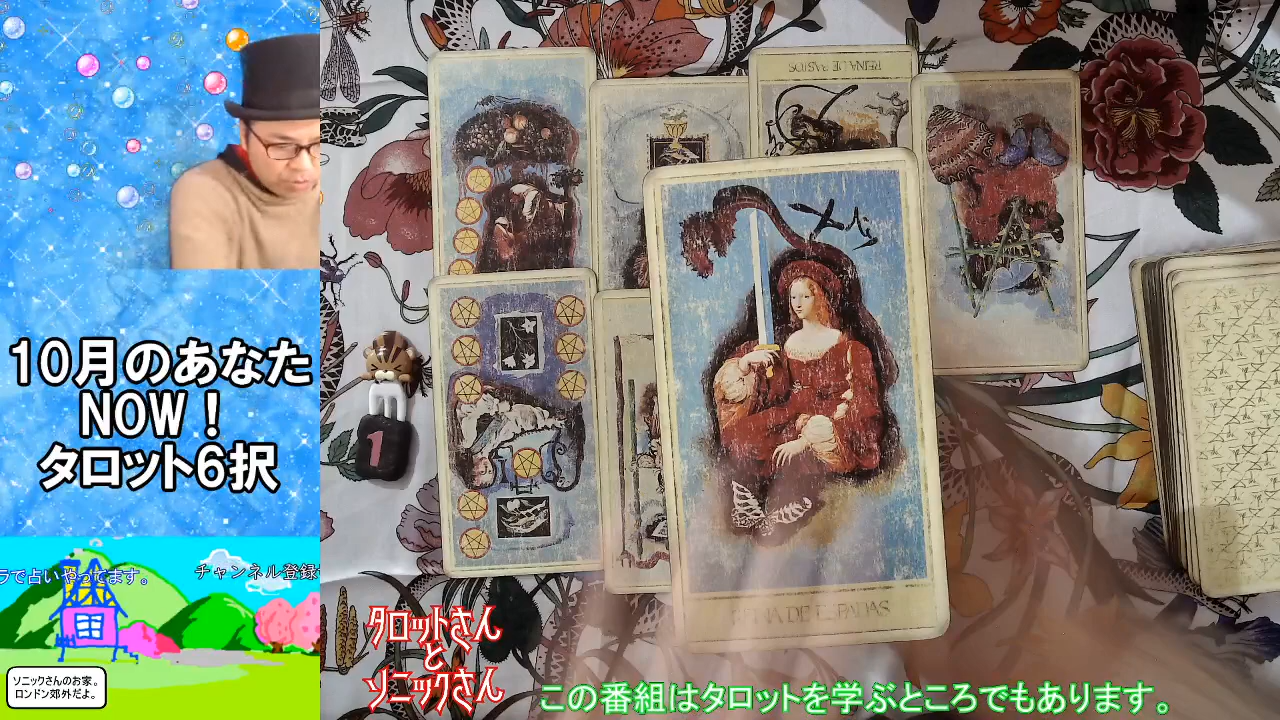 10月のあなた
NOW！
タロット6択
ラで占いやってます。
チャンネル登録
ソニックさんのお家。
ロンドン郊外だよ。
1
タロットさん
と
ソニックさん
この番組はタロットを学ぶところでもあります。
REINA DE BASTOS
REINA DE ESPADAS